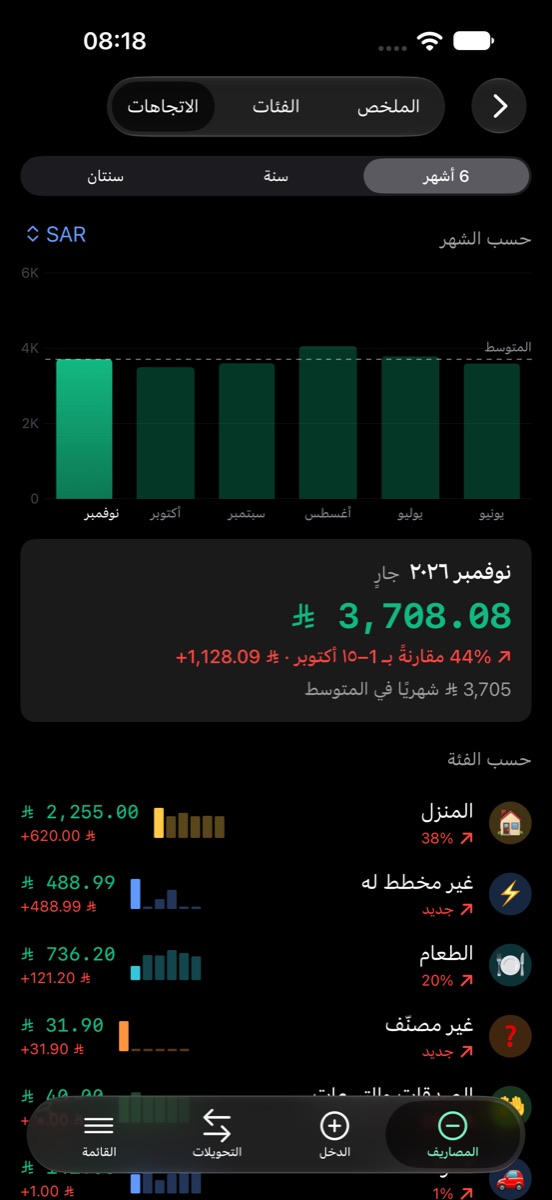 08:18
الملخص الفئات الاتجاهات
6 أشهر سنة سنتان
SAR
حسب الشهر
6K
4K
2K
0
المتوسط
يونيو يوليو أغسطس سبتمبر أكتوبر نوفمبر
نوفمبر ٢٠٢٦ جارٍ
3,708.08 ⃁
44% مقارنةً بـ 1–١٥ أكتوبر · ⃁ 1,128.09+
3,705 ⃁ شهريًا في المتوسط
حسب الفئة
المنزل
38%
⃁ 2,255.00
+620.00 ⃁
غير مخطط له
جديد
⃁ 488.99
+488.99 ⃁
الطعام
20%
⃁ 736.20
+121.20 ⃁
غير مصنّف
جديد
⃁ 31.90
+31.90 ⃁
1%
+1.00 ⃁
المصاريف الدخل التحويلات القائمة